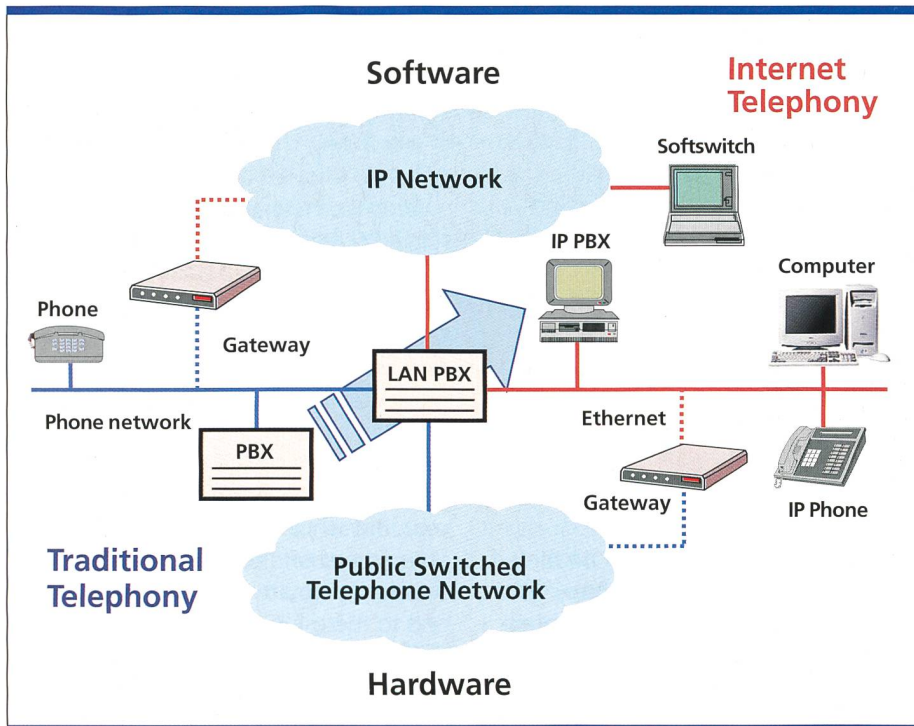 Software
Internet
Telephony
Softswitch
IP Network
IP PBX
Computer
Phone
Gateway
LAN PBX
Phone network
Ethernet
PBX
Gateway
IP Phone
Traditional
Telephony
Public Switched
Telephone Network
Hardware